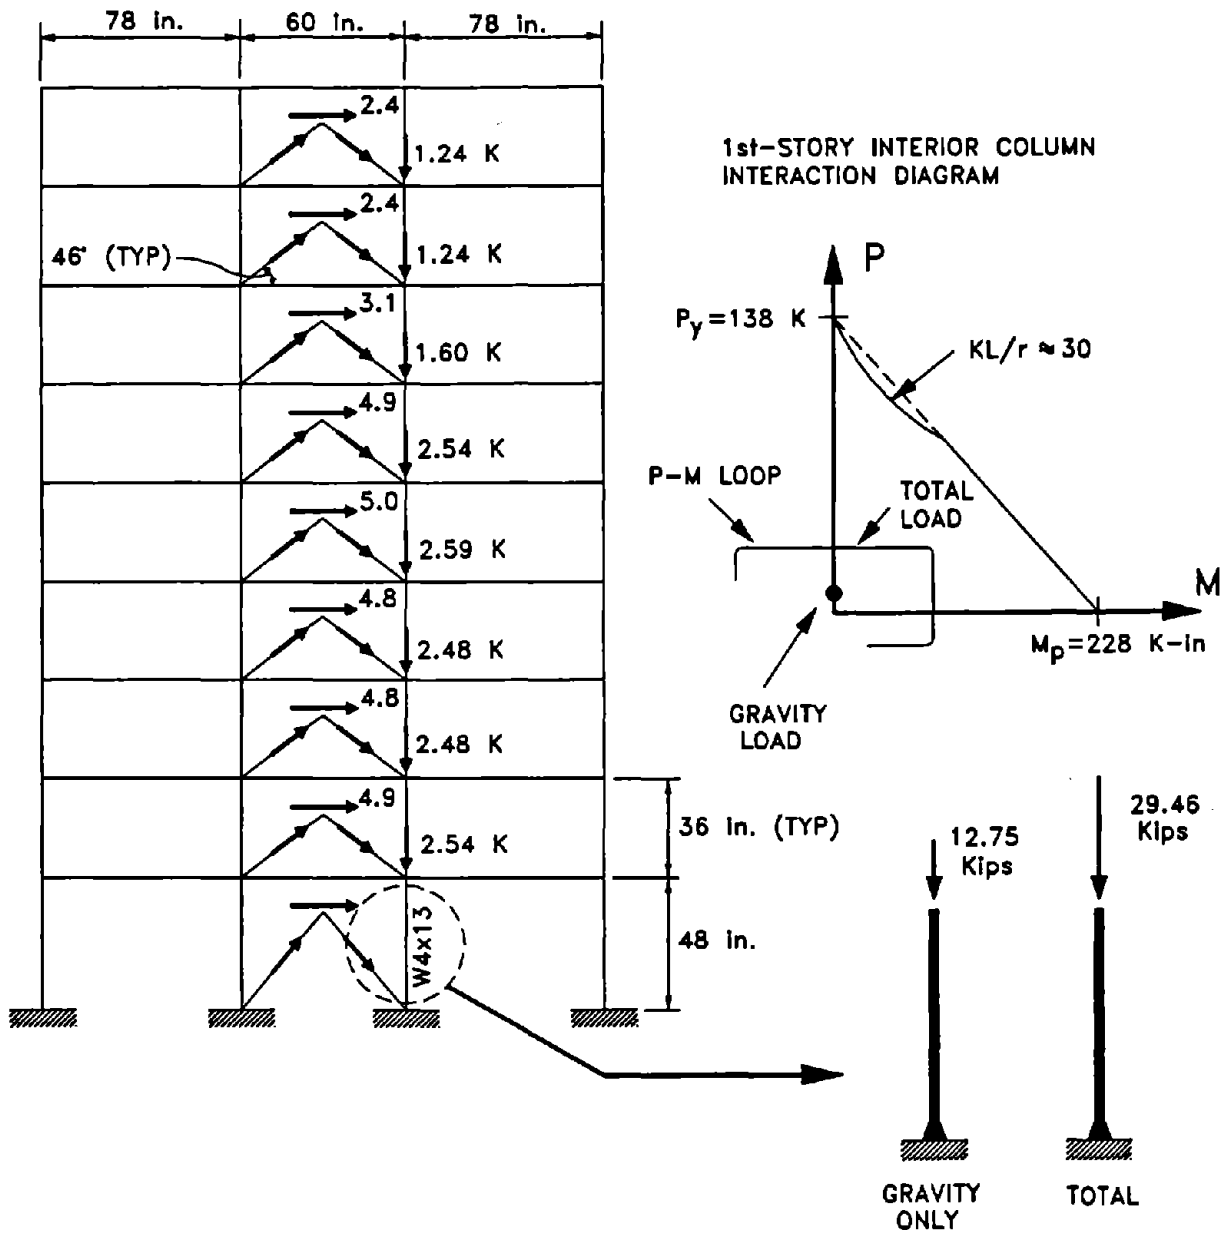 78 in.
60 in.
78 in.
2.4
1.24 K
2.4
46° (TYP)
1.24 K
3.1
1.60 K
4.9
2.54 K
5.0
2.59 K
4.8
2.48 K
4.8
2.48 K
4.9
2.54 K
36 in. (TYP)
W4x13
48 in.
1st-STORY INTERIOR COLUMN
INTERACTION DIAGRAM
P
Py=138 K
KL/r ≈ 30
P-M LOOP
TOTAL
LOAD
M
Mp=228 K-in
GRAVITY
LOAD
12.75
Kips
29.46
Kips
GRAVITY
ONLY
TOTAL